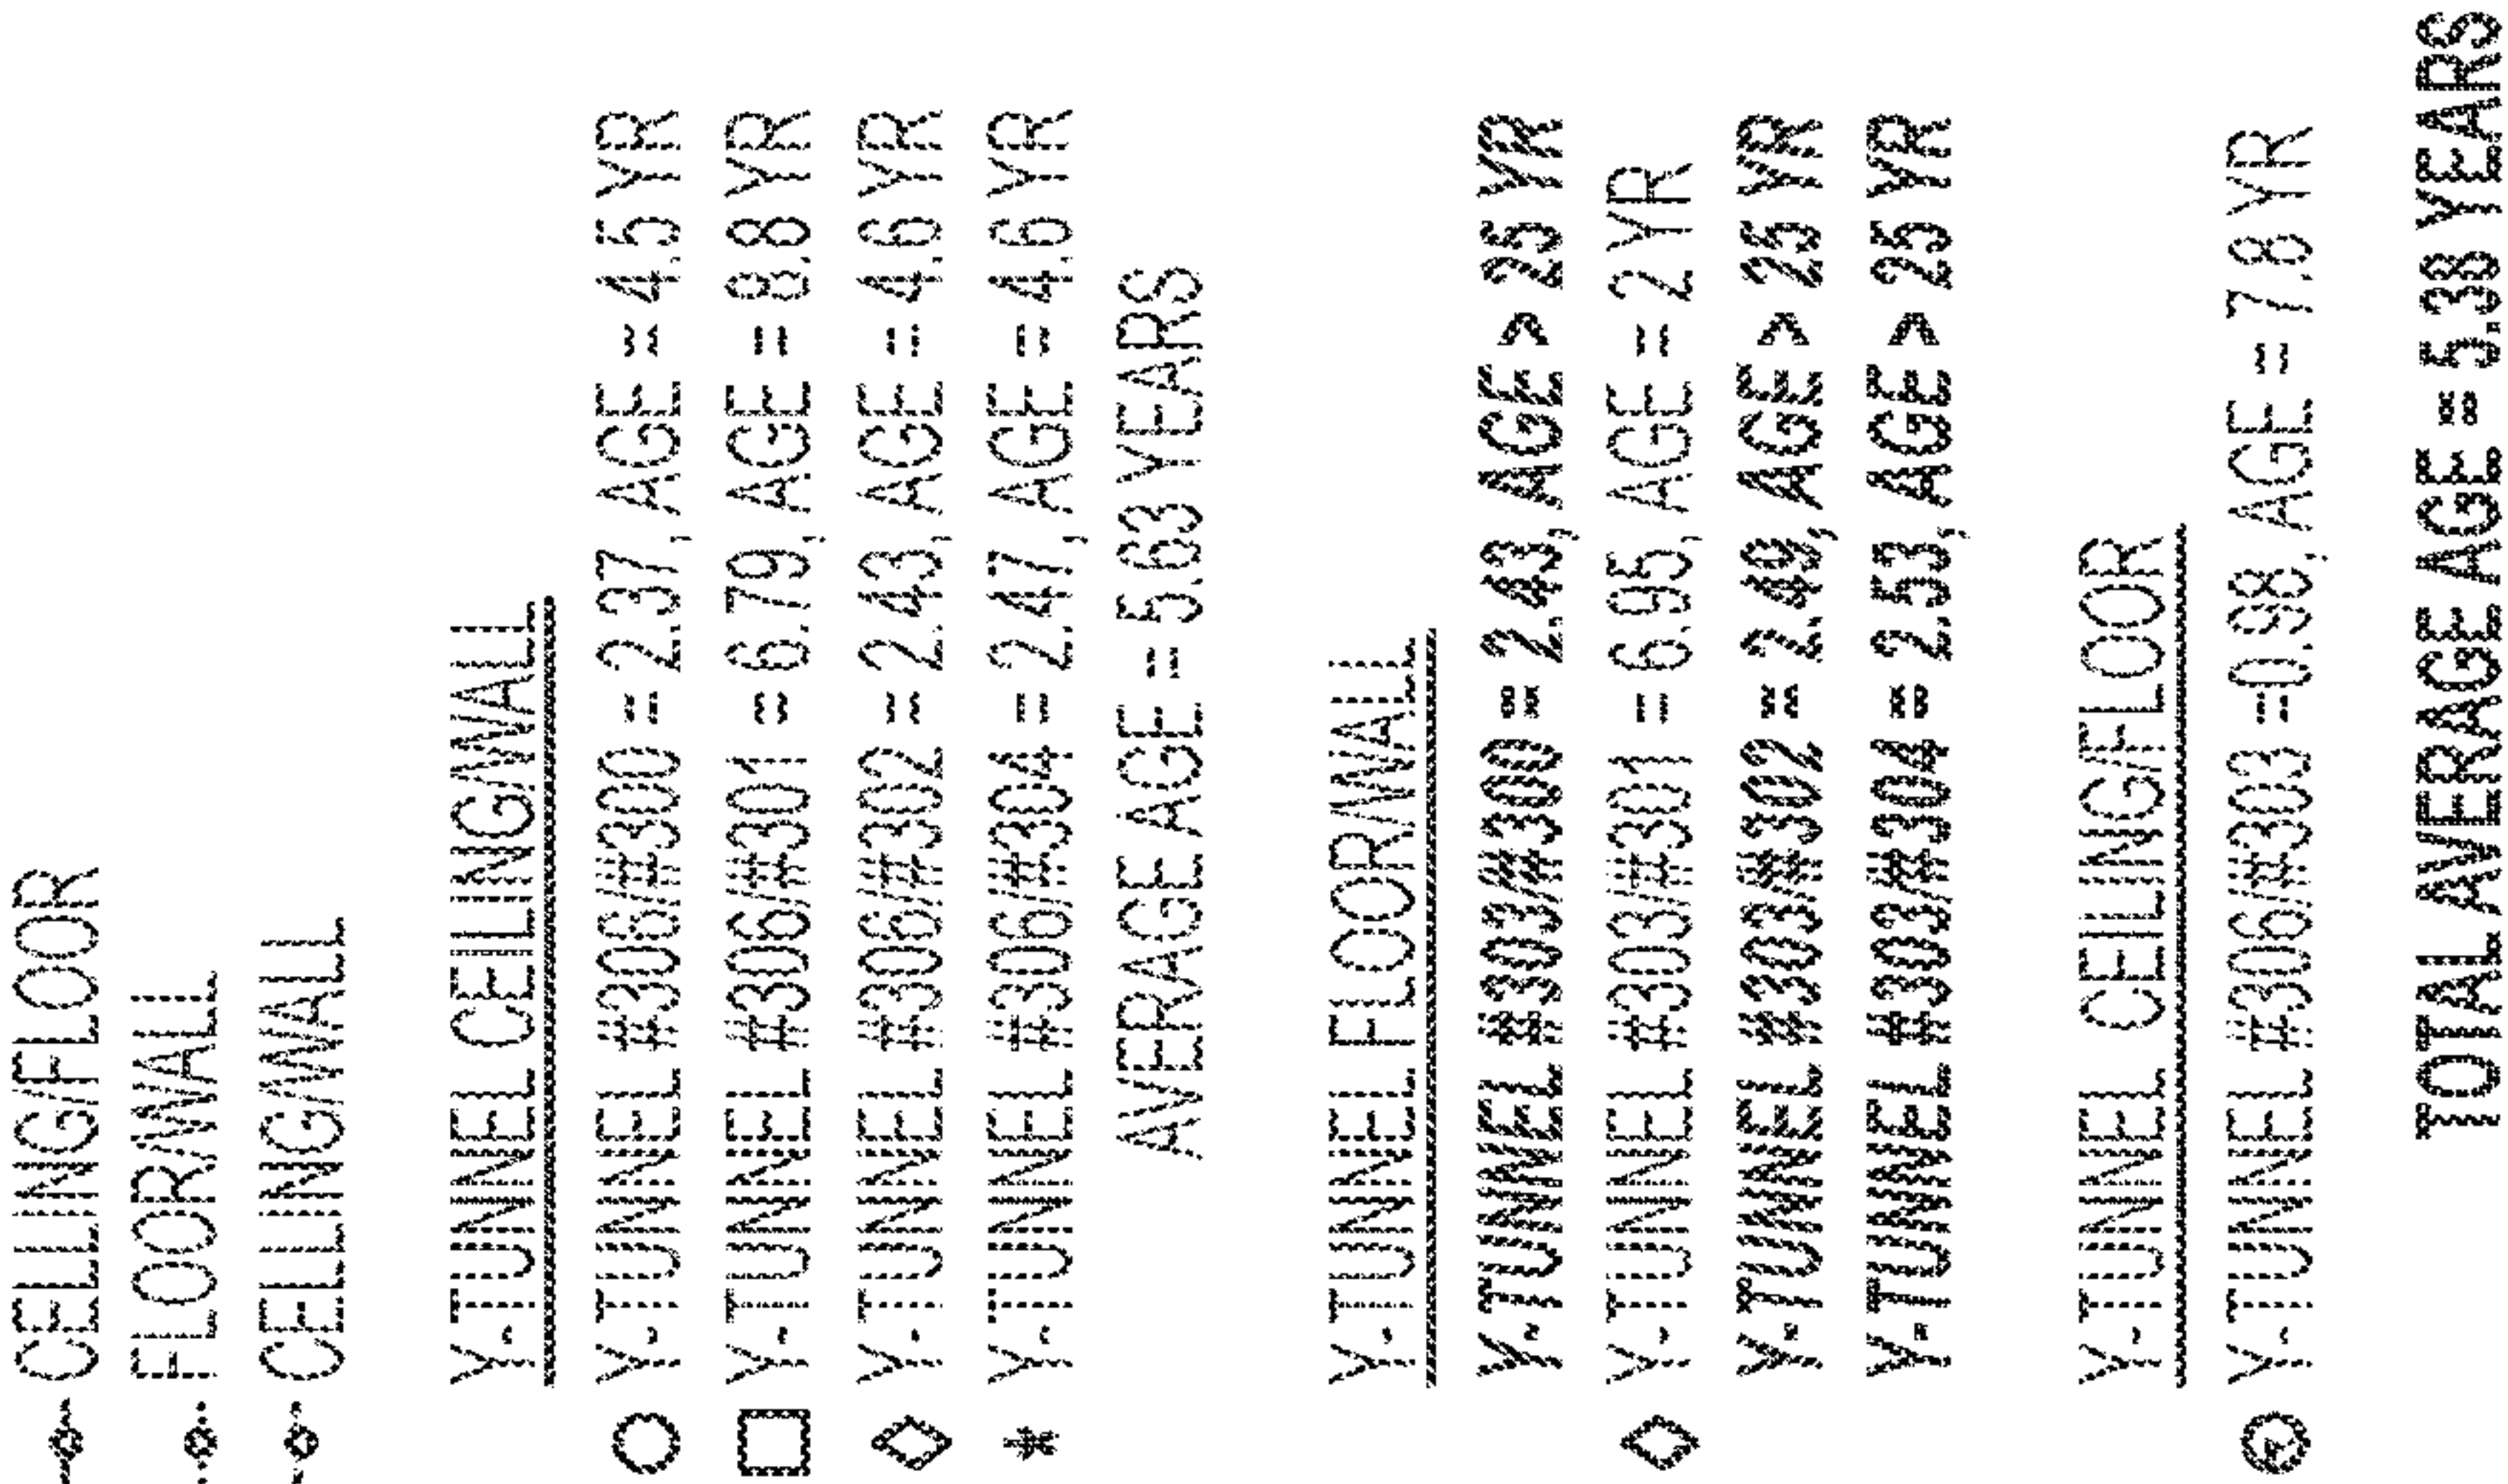 CEILING/FLOOR
FLOOR/WALL
CEILING/WALL
Y-TUNNEL CEILING/WALL
Y-TUNNEL #306/#300 = 2.37, AGE = 4.5 YR
Y-TUNNEL #306/#301 = 6.79, AGE = 8.8 YR
Y-TUNNEL #306/#302 = 2.43, AGE = 4.6 YR
Y-TUNNEL #306/#304 = 2.47, AGE = 4.6 YR
AVERAGE AGE = 5.63 YEARS
Y-TUNNEL FLOOR/WALL
Y-TUNNEL #303/#300 = 2.43, AGE > 25 YR
Y-TUNNEL #303/#301 = 6.95, AGE = 2 YR
Y-TUNNEL #303/#302 = 2.49, AGE > 25 YR
Y-TUNNEL #303/#304 = 2.53, AGE > 25 YR
Y-TUNNEL CEILING/FLOOR
Y-TUNNEL #306/#303 =0.98, AGE = 7.8 YR
TOTAL AVERAGE AGE = 5.38 YEARS